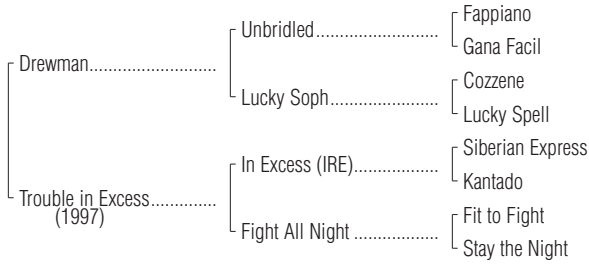 Fappiano
Unbridled
Gana Facil
Drewman
Cozzene
Lucky Soph
Lucky Spell
Siberian Express
In Excess (IRE)
Kantado
Trouble in Excess
(1997)
Fit to Fight
Fight All Night
Stay the Night